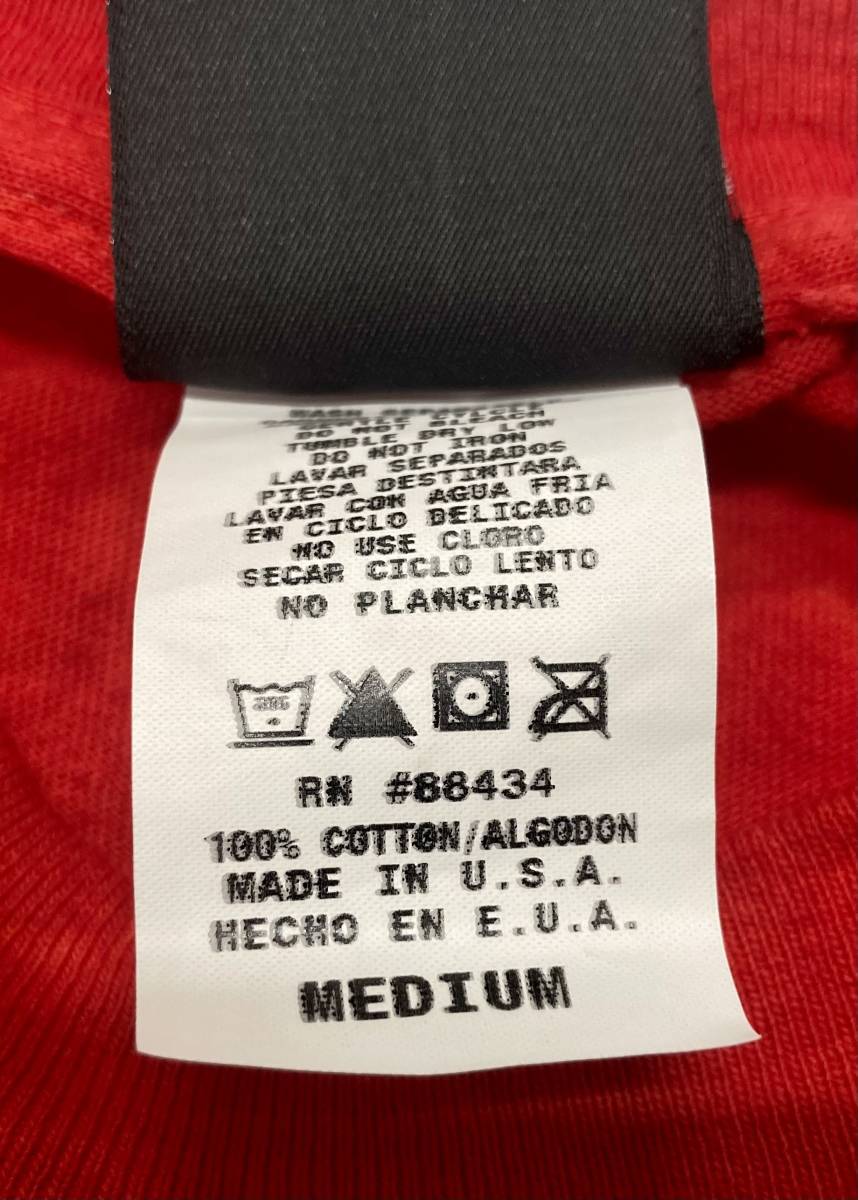 DO NOT BLEACH
TUMBLE DRY LOW
DO NOT IRON
LAVAR SEPARADOS
PIESA DESTINTARA
LAVAR CON AGUA FRIA
EN CICLO DELICADO
NO USE CLORO
SECAR CICLO LENTO
NO PLANCHAR
RN #88434
100% COTTON/ALGODON
MADE IN U.S.A.
HECHO EN E.U.A.
MEDIUM